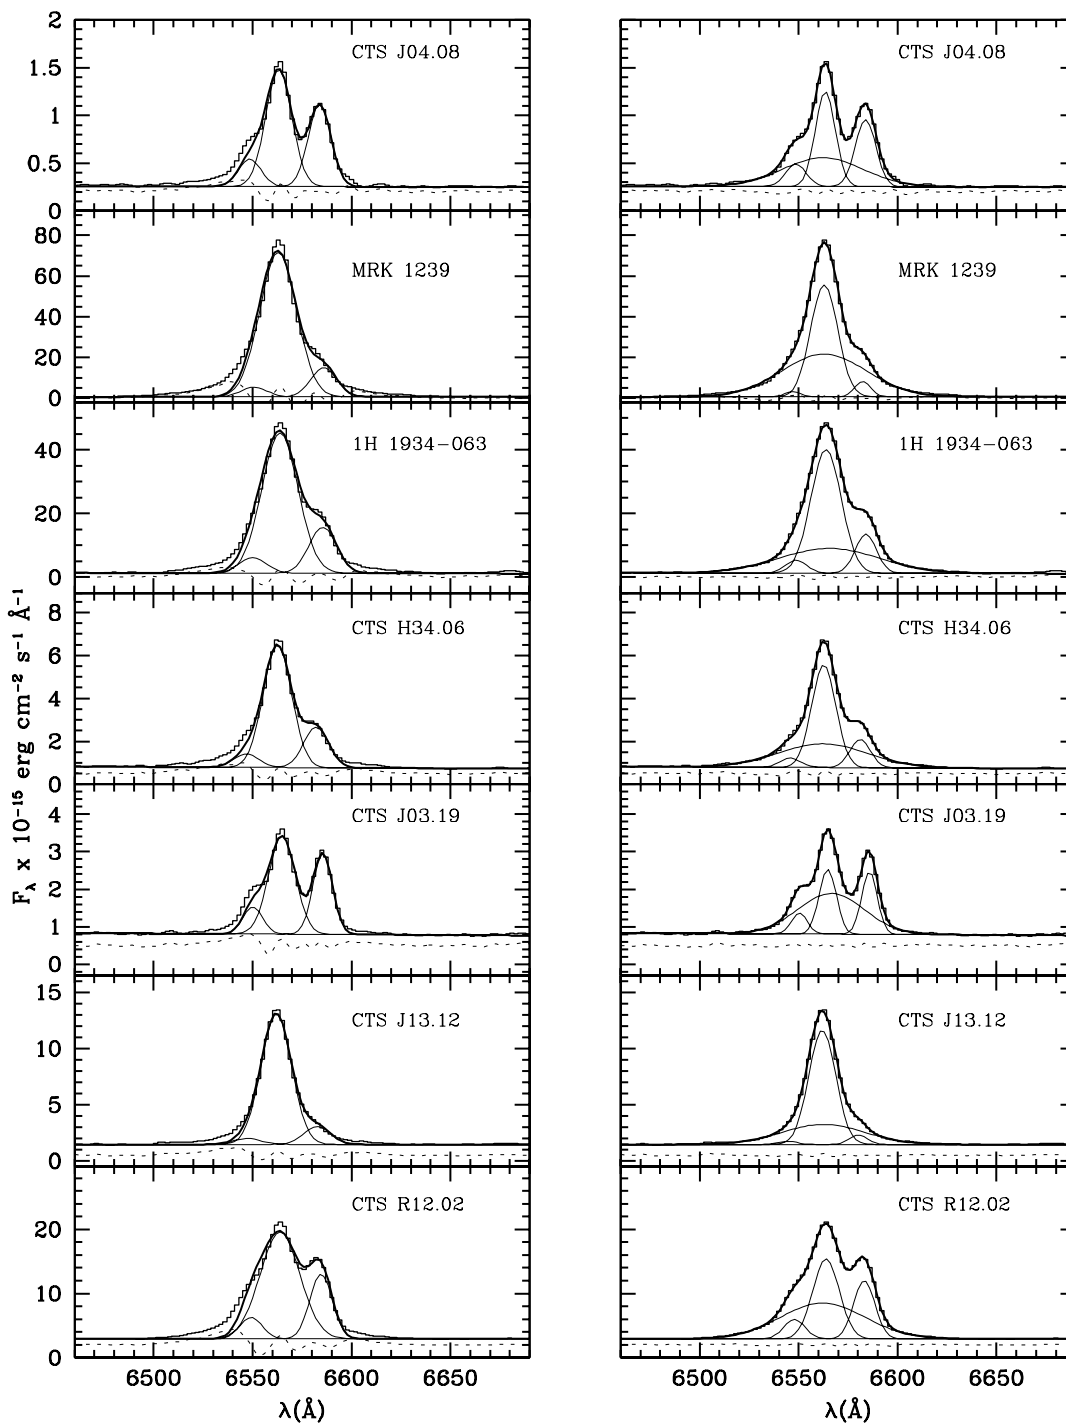 2
CTS J04.08
CTS J04.08
1.5
1
0.5
0
80
MRK 1239
MRK 1239
60
40
20
0
1H 1934-063
1H 1934-063
40
20
0
8
CTS H34.06
CTS H34.06
6
4
2
0
F_λ x 10⁻¹⁵ erg cm⁻² s⁻¹ Å⁻¹
4
CTS J03.19
CTS J03.19
3
2
1
0
15
CTS J13.12
CTS J13.12
10
5
0
CTS R12.02
CTS R12.02
20
10
0
6500 6550 6600 6650
6500 6550 6600 6650
λ(Å)
λ(Å)